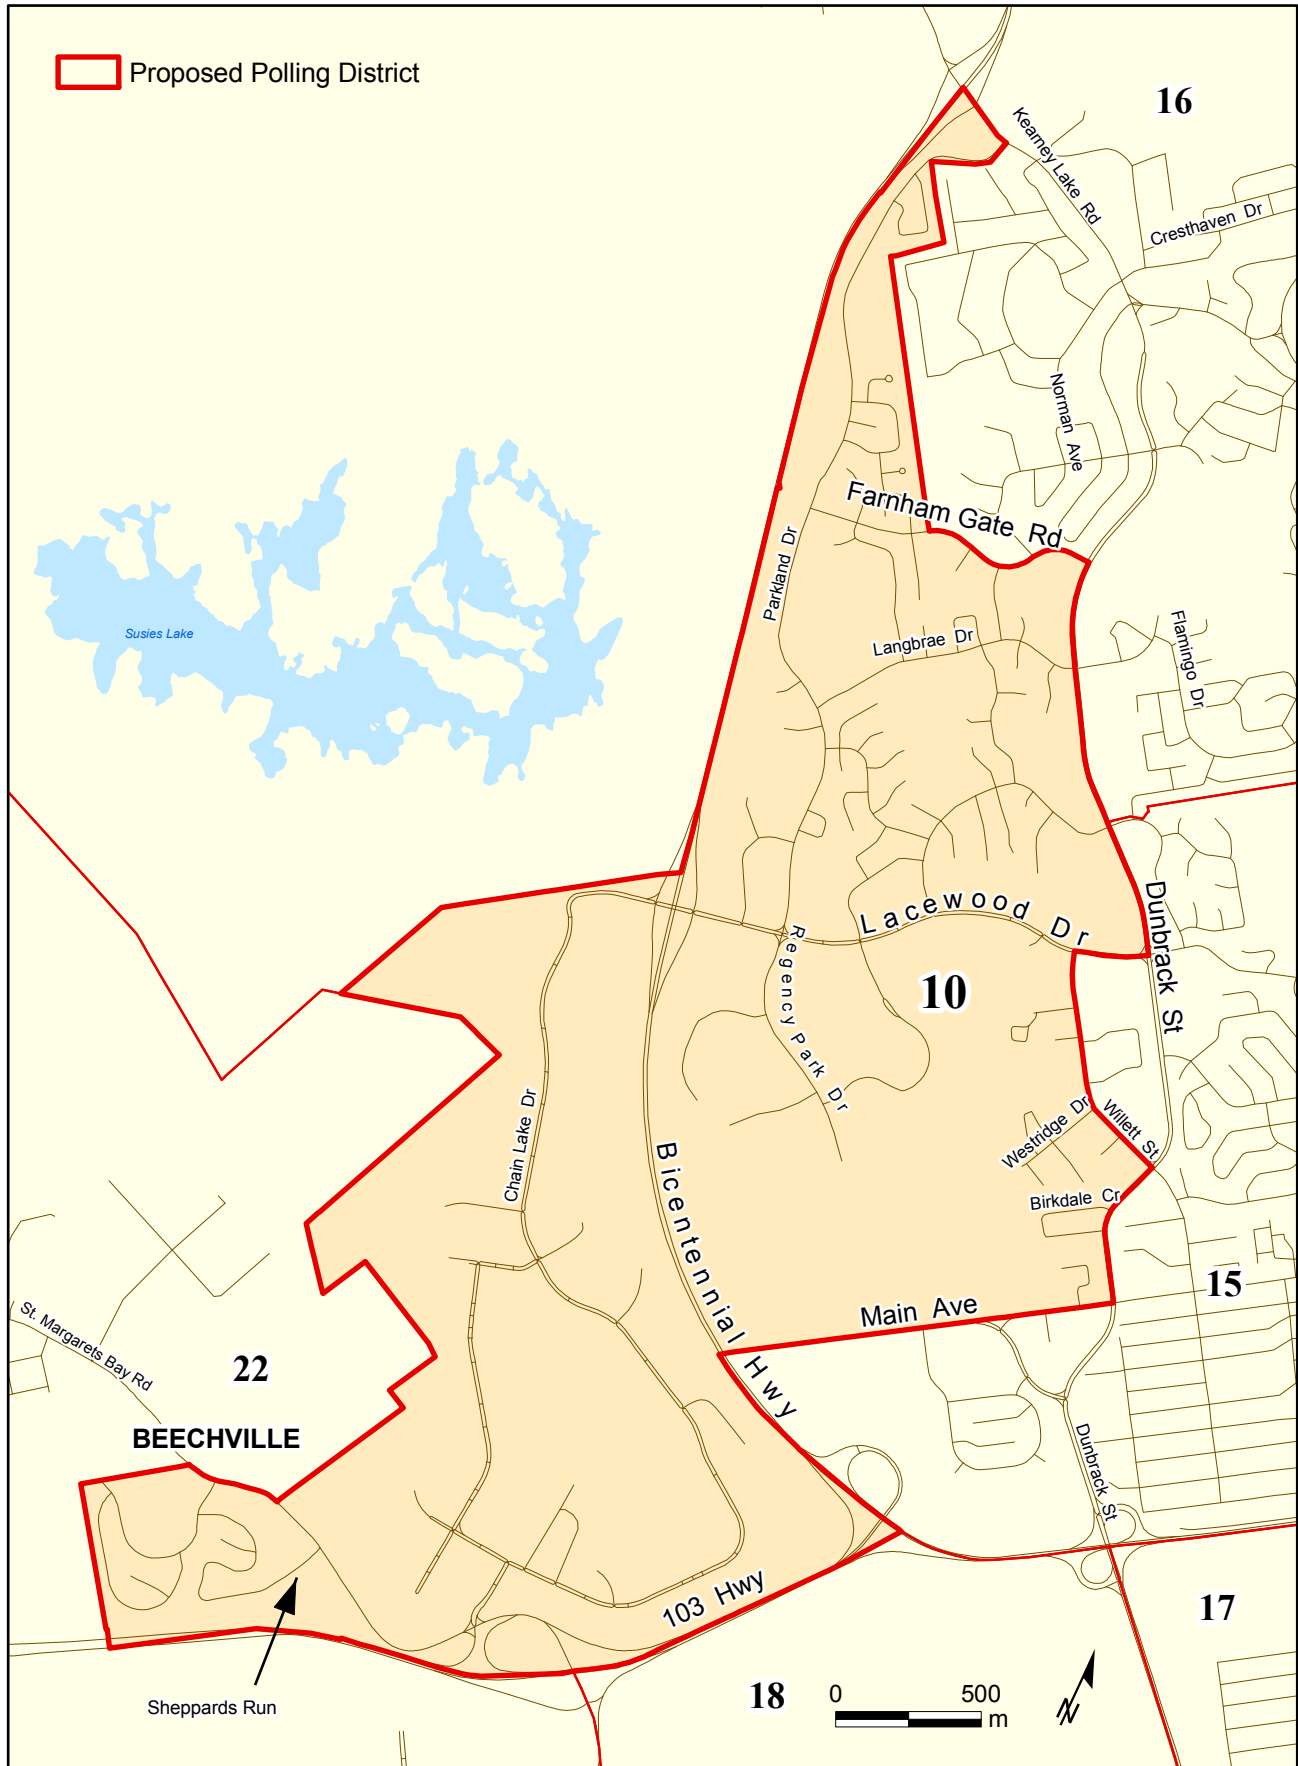 Proposed Polling District
16
Kearney Lake Rd
Cresthaven Dr
Norman Ave
Farnham Gate Rd
Parkland Dr
Susies Lake
Langbrae Dr
Flamingo Dr
Lacewood Dr
Dunbrack St
Regency Park Dr
10
Chain Lake Dr
Westridge Dr
Willett St
Bicentennial Hwy
Birkdale Cr
15
Main Ave
St. Margarets Bay Rd
22
BEECHVILLE
Dunbrack St
103 Hwy
17
Sheppards Run
18
0 500
m
N